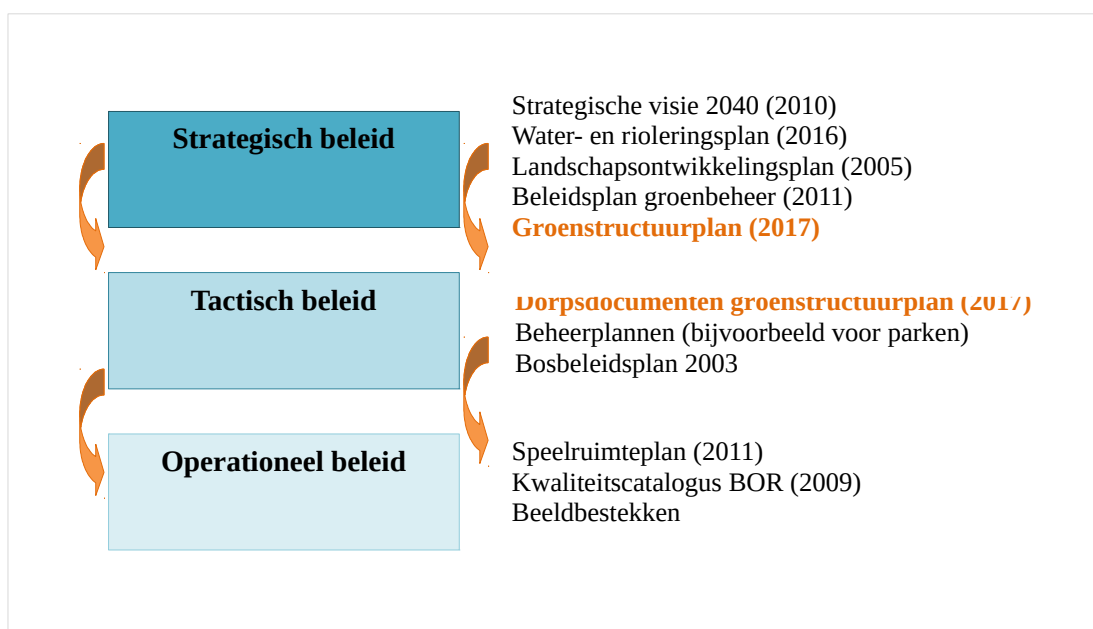 Strategisch beleid
Strategische visie 2040 (2010)
Water- en rioleringsplan (2016)
Landschapsontwikkelingsplan (2005)
Beleidsplan groenbeheer (2011)
Groenstructuurplan (2017)
Tactisch beleid
Dorpsdocumenten groenstructuurplan (2017)
Beheerplannen (bijvoorbeeld voor parken)
Bosbeleidsplan 2003
Operationeel beleid
Speelruimteplan (2011)
Kwaliteitscatalogus BOR (2009)
Beeldbestekken